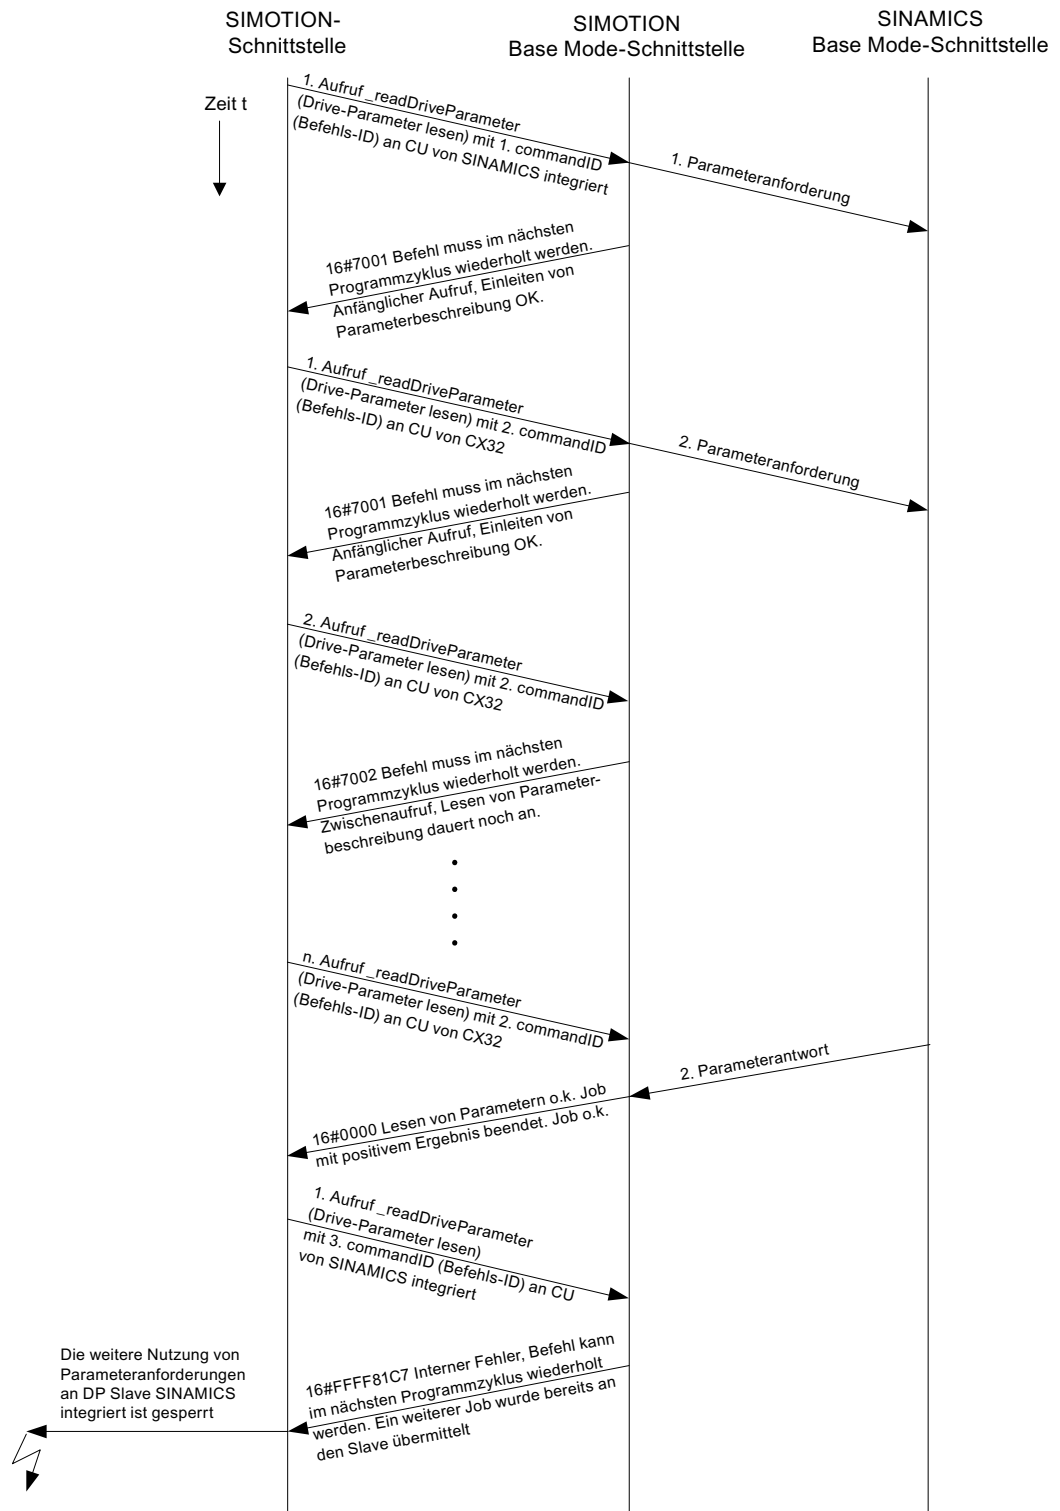 SIMOTION-
Schnittstelle
SIMOTION
Base Mode-Schnittstelle
SINAMICS
Base Mode-Schnittstelle
Zeit t
1. Aufruf _readDriveParameter
(Drive-Parameter lesen) mit 1. commandID
(Befehls-ID) an CU von SINAMICS integriert
1. Parameteranforderung
16#7001 Befehl muss im nächsten
Programmzyklus wiederholt werden.
Anfänglicher Aufruf, Einleiten von
Parameterbeschreibung OK.
1. Aufruf _readDriveParameter
(Drive-Parameter lesen) mit 2. commandID
(Befehls-ID) an CU von CX32
2. Parameteranforderung
16#7001 Befehl muss im nächsten
Programmzyklus wiederholt werden.
Anfänglicher Aufruf, Einleiten von
Parameterbeschreibung OK.
2. Aufruf _readDriveParameter
(Drive-Parameter lesen) mit 2. commandID
(Befehls-ID) an CU von CX32
16#7002 Befehl muss im nächsten
Programmzyklus wiederholt werden.
Zwischenaufruf, Lesen von Parameter-
beschreibung dauert noch an.
n. Aufruf _readDriveParameter
(Drive-Parameter lesen) mit 2. commandID
(Befehls-ID) an CU von CX32
2. Parameterantwort
16#0000 Lesen von Parametern o.k. Job
mit positivem Ergebnis beendet. Job o.k.
1. Aufruf _readDriveParameter
(Drive-Parameter lesen)
mit 3. commandID (Befehls-ID) an CU
von SINAMICS integriert
16#FFFF81C7 Interner Fehler, Befehl kann
im nächsten Programmzyklus wiederholt
werden. Ein weiterer Job wurde bereits an
den Slave übermittelt
Die weitere Nutzung von
Parameteranforderungen
an DP Slave SINAMICS
integriert ist gesperrt